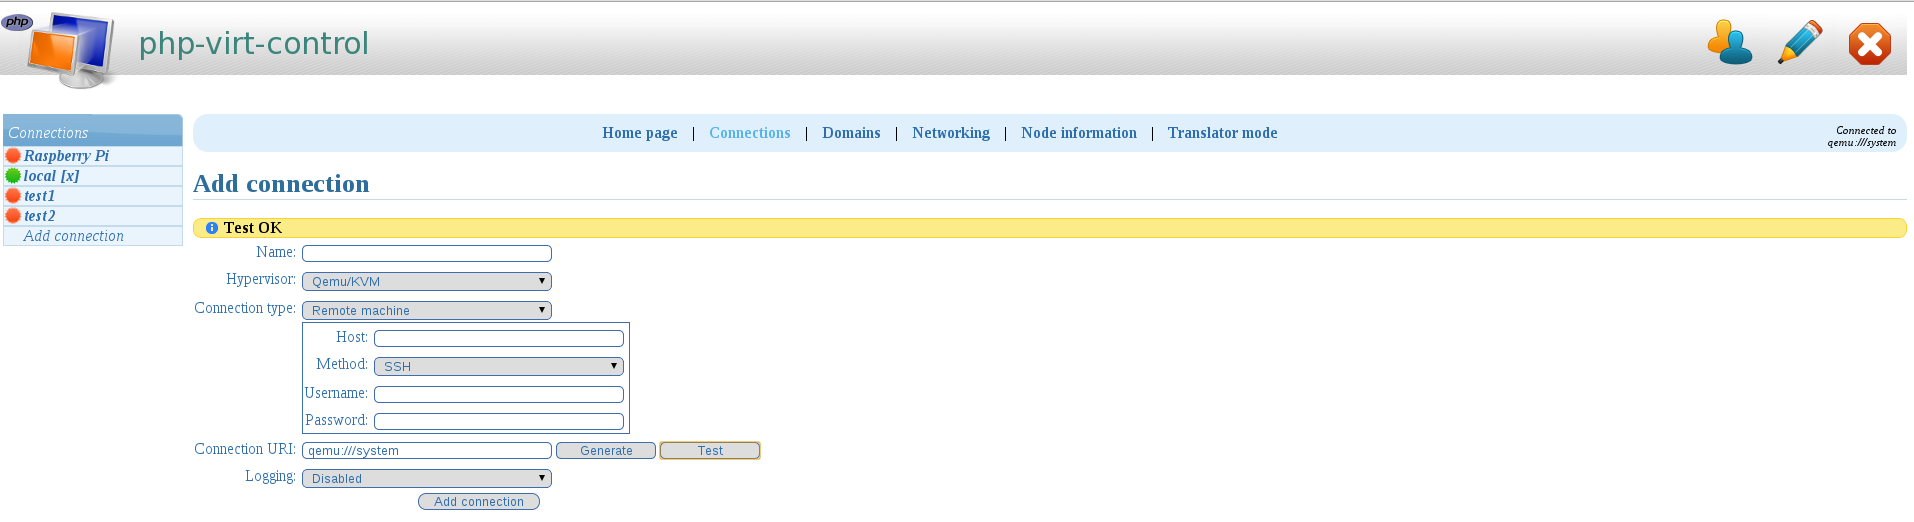 php
php-virt-control
Connections
Raspberry Pi
local [x]
test1
test2
Add connection
Home page | Connections | Domains | Networking | Node information | Translator mode
Connected to
qemu:///system
Add connection
Test OK
Name:
Hypervisor: Qemu/KVM
Connection type: Remote machine
Host:
Method: SSH
Username:
Password:
Connection URI: qemu:///system Generate Test
Logging: Disabled
Add connection